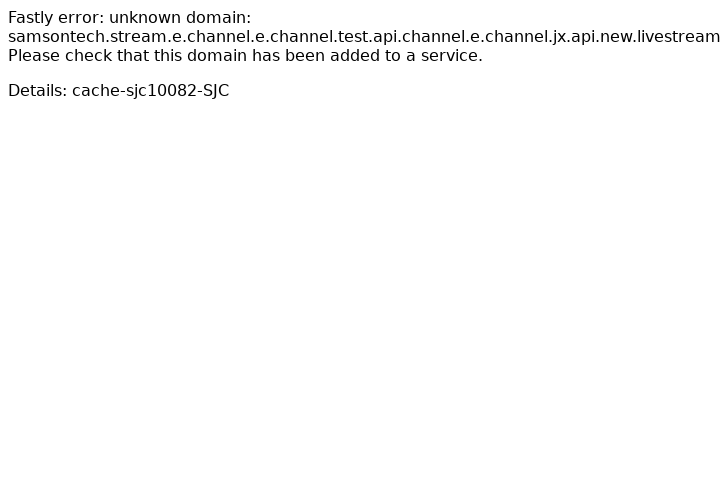 Fastly error: unknown domain:
samsontech.stream.e.channel.e.channel.test.api.channel.e.channel.jx.api.new.livestream
Please check that this domain has been added to a service.
Details: cache-sjc10082-SJC